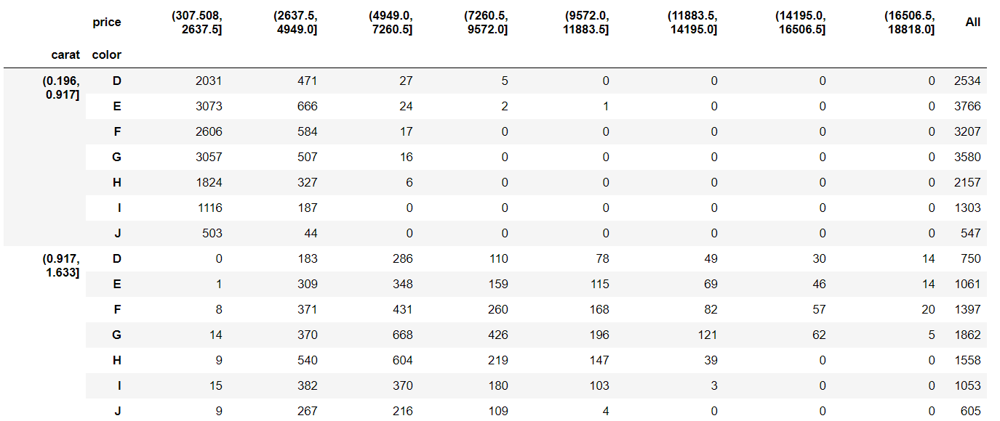 price (307.508, 2637.5] (2637.5, 4949.0] (4949.0, 7260.5] (7260.5, 9572.0] (9572.0, 11883.5] (11883.5, 14195.0] (14195.0, 16506.5] (16506.5, 18818.0] All
carat color
(0.196, 0.917] D 2031 471 27 5 0 0 0 0 2534
E 3073 666 24 2 1 0 0 0 3766
F 2606 584 17 0 0 0 0 0 3207
G 3057 507 16 0 0 0 0 0 3580
H 1824 327 6 0 0 0 0 0 2157
I 1116 187 0 0 0 0 0 0 1303
J 503 44 0 0 0 0 0 0 547
(0.917, 1.633] D 0 183 286 110 78 49 30 14 750
E 1 309 348 159 115 69 46 14 1061
F 8 371 431 260 168 82 57 20 1397
G 14 370 668 426 196 121 62 5 1862
H 9 540 604 219 147 39 0 0 1558
I 15 382 370 180 103 3 0 0 1053
J 9 267 216 109 4 0 0 0 605